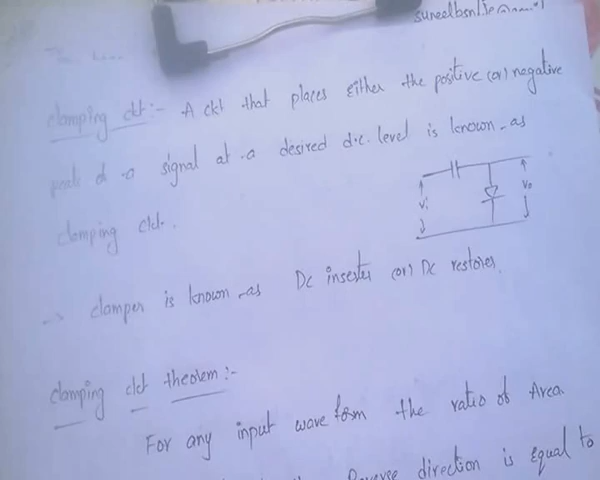 clamping ckt :- A ckt that places either the positive (or) negative
peak of a signal at a desired d.c. level is known as
clamping ckt.
Vi
Vo
-> clamper is known as Dc inserter (or) Dc restorer.
clamping ckt theorem :-
For any input wave form the ratio of Area
Reverse direction is equal to